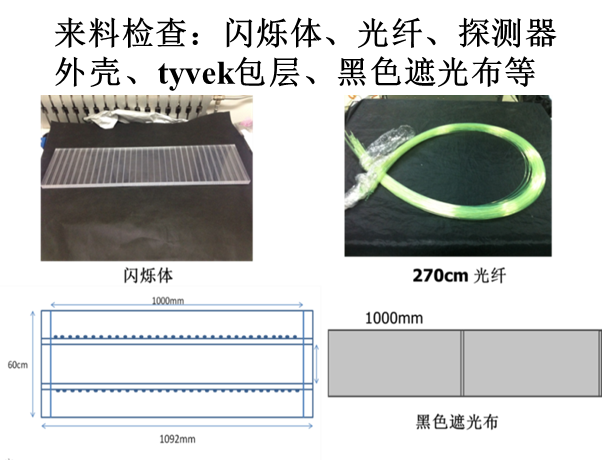 来料检查：闪烁体、光纤、探测器
外壳、tyvek包层、黑色遮光布等
闪烁体
270cm 光纤
1000mm
60cm
1092mm
1000mm
黑色遮光布